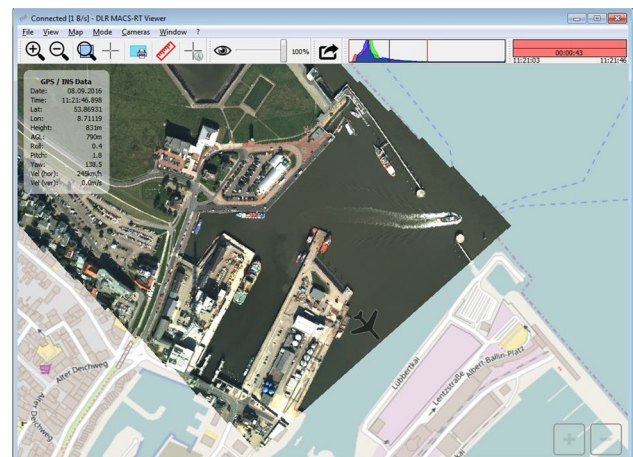 Connected [1 B/s] - DLR MACS-RT Viewer
File View Map Mode Cameras Window ?
100%
00:00:43
11:21:03 11:21:46
GPS / INS Data
Date: 08.09.2016
Time: 11:21:46.898
Lat: 53.86931
Lon: 8.71119
Height: 831m
AGL: 790m
Roll: 0.4
Pitch: 1.8
Yaw: 138.5
Vel (hor): 245km/h
Vel (ver): 0.0m/s
Alter Deichweg
Alter
Deichweg
Lübbertkai
Lentzstraße
Albert-Ballin-Platz
+ −